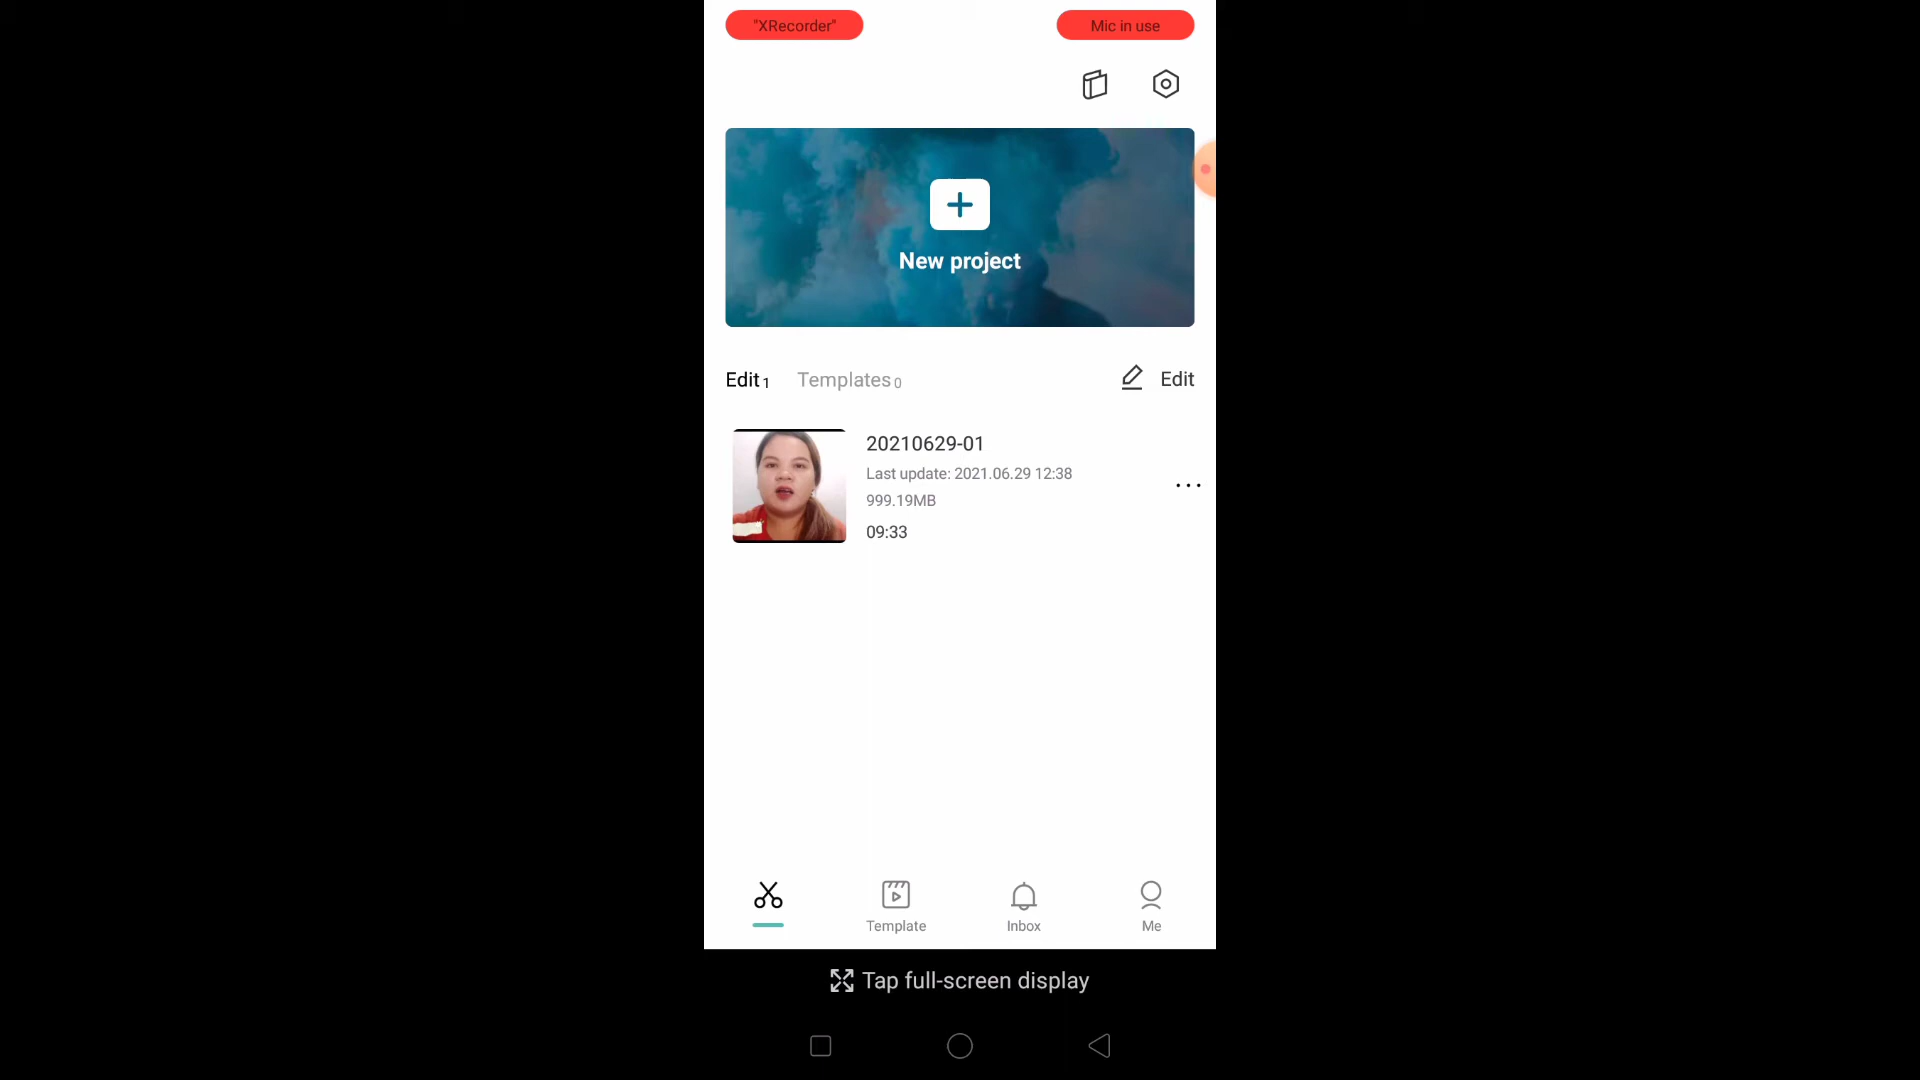 "XRecorder"
Mic in use
New project
Edit 1
Templates 0
Edit
20210629-01
Last update: 2021.06.29 12:38
999.19MB
09:33
Template
Inbox
Me
Tap full-screen display